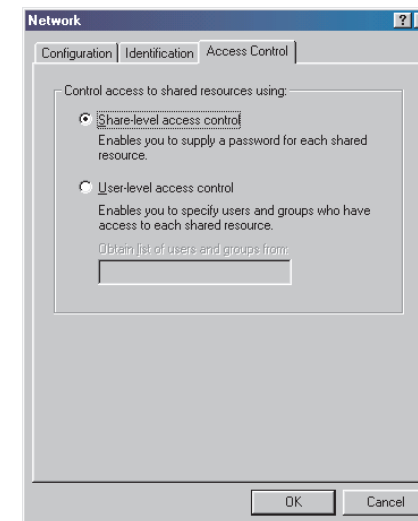 Network
Configuration Identification Access Control
Control access to shared resources using:
Share-level access control
Enables you to supply a password for each shared
resource.
User-level access control
Enables you to specify users and groups who have
access to each shared resource.
Obtain list of users and groups from:
OK Cancel